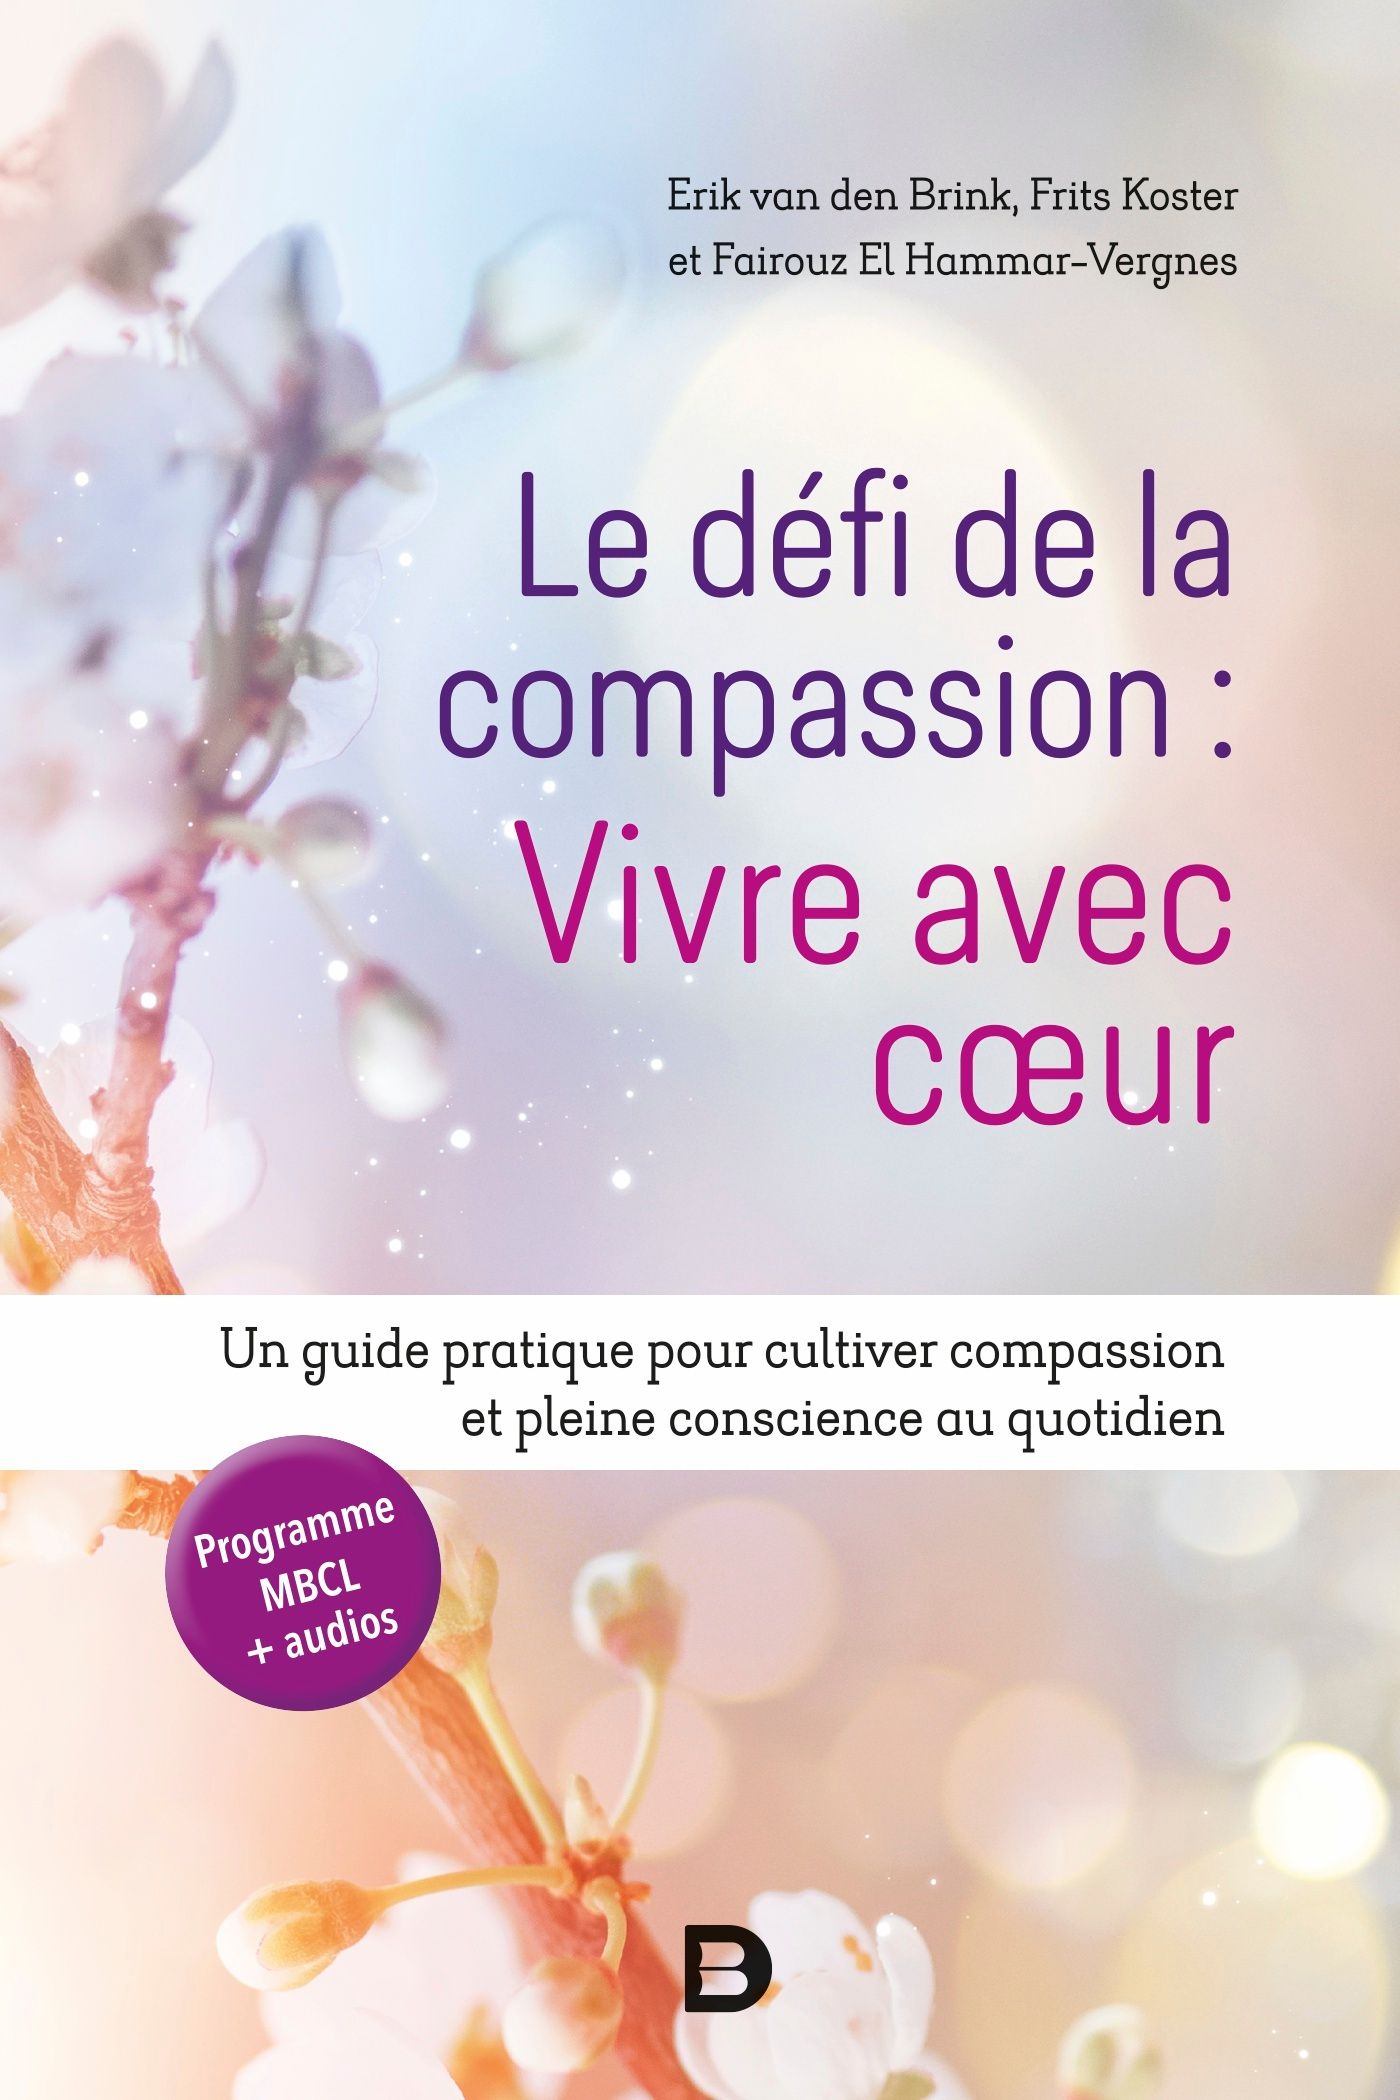 Erik van den Brink, Frits Koster
et Fairouz El Hammar-Vergnes
Le défi de la
compassion :
Vivre avec
cœur
Un guide pratique pour cultiver compassion
et pleine conscience au quotidien
Programme
MBCL
+ audios